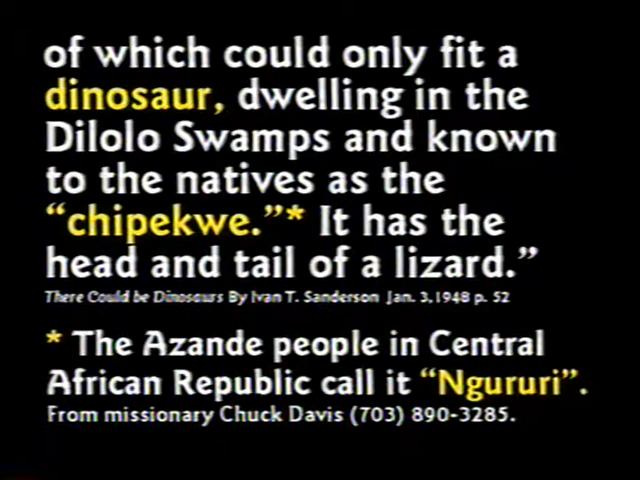 of which could only fit a
dinosaur, dwelling in the
Dilolo Swamps and known
to the natives as the
“chipekwe.”* It has the
head and tail of a lizard.”
There Could be Dinosaurs By Ivan T. Sanderson Jan. 3, 1948 p. 52
* The Azande people in Central
African Republic call it “Ngururi”.
From missionary Chuck Davis (703) 890-3285.